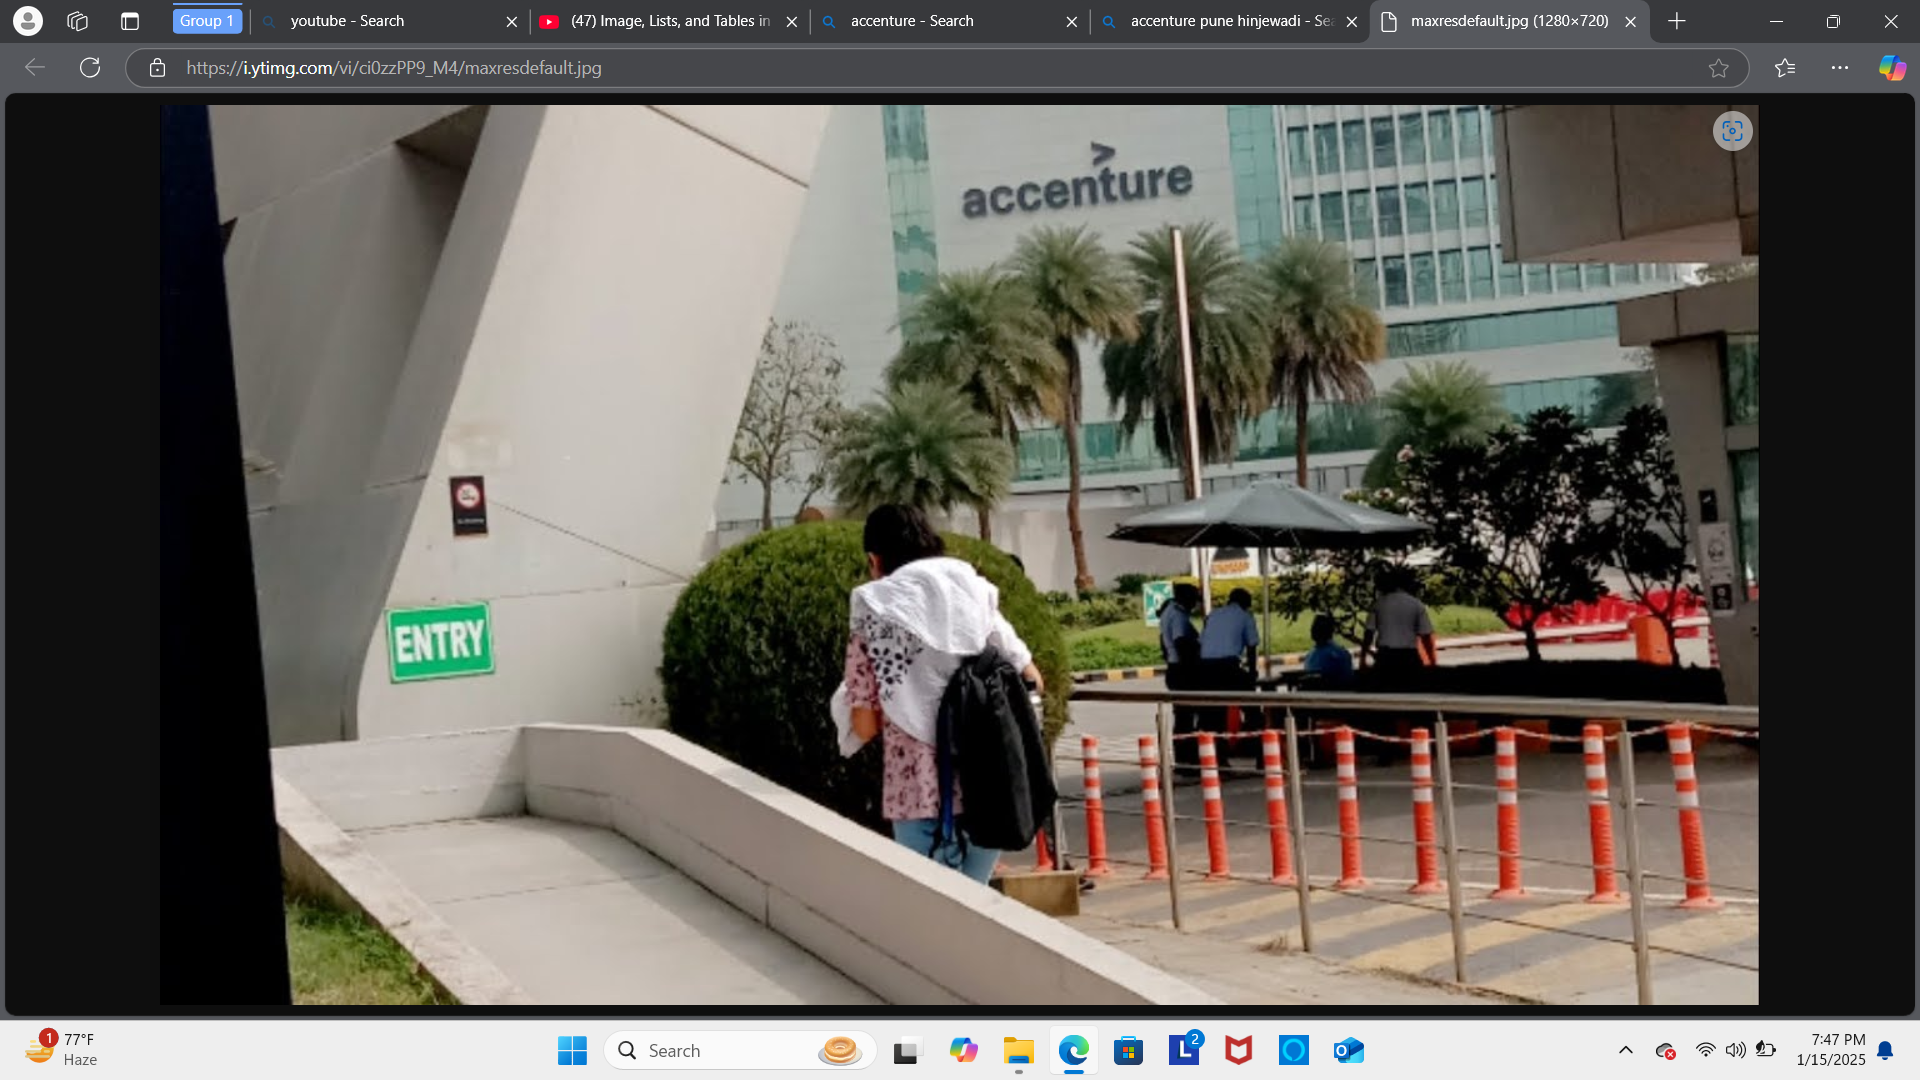 Group 1
youtube - Search
(47) Image, Lists, and Tables in
accenture - Search
accenture pune hinjewadi - Sea
maxresdefault.jpg (1280×720)
https://i.ytimg.com/vi/ci0zzPP9_M4/maxresdefault.jpg
>
accenture
ENTRY
1
77°F
Haze
Search
L
2
O
7:47 PM
1/15/2025